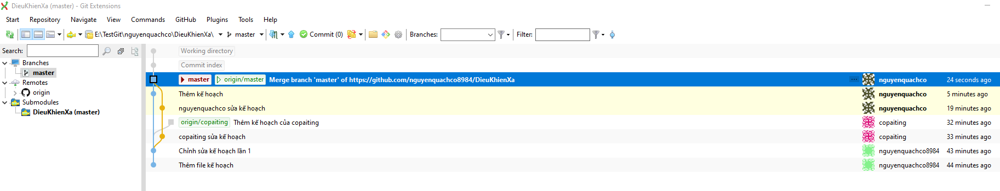 DieuKhienXa (master) - Git Extensions
Start Repository Navigate View Commands GitHub Plugins Tools Help
E:\TestGit\nguyenquachco\DieuKhienXa\ master Commit (0) Branches: Filter:
Search:
Branches
master
Remotes
origin
Submodules
DieuKhienXa (master)
Working directory
Commit index
master origin/master Merge branch 'master' of https://github.com/nguyenquachco8984/DieuKhienXa ... nguyenquachco 24 seconds ago
Thêm kế hoạch nguyenquachco 5 minutes ago
nguyenquachco sửa kế hoạch nguyenquachco 19 minutes ago
origin/copaiting Thêm kế hoạch của copaiting copaiting 32 minutes ago
copaiting sửa kế hoạch copaiting 33 minutes ago
Chỉnh sửa kế hoạch lần 1 nguyenquachco8984 43 minutes ago
Thêm file kế hoạch nguyenquachco8984 44 minutes ago